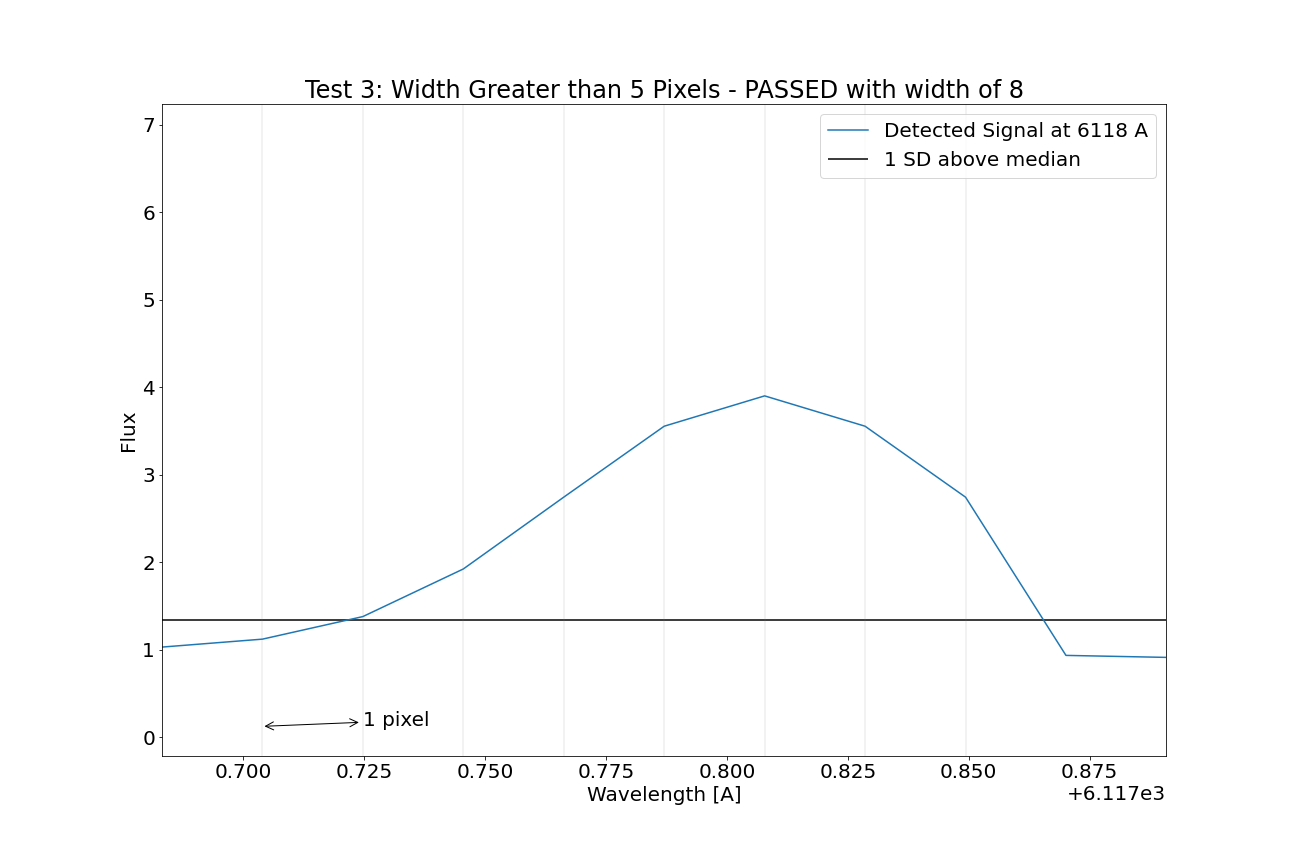 Test 3: Width Greater than 5 Pixels - PASSED with width of 8
Detected Signal at 6118 A
1 SD above median
7
6
5
4
3
2
1
0
Flux
1 pixel
0.700 0.725 0.750 0.775 0.800 0.825 0.850 0.875
Wavelength [A]
+6.117e3